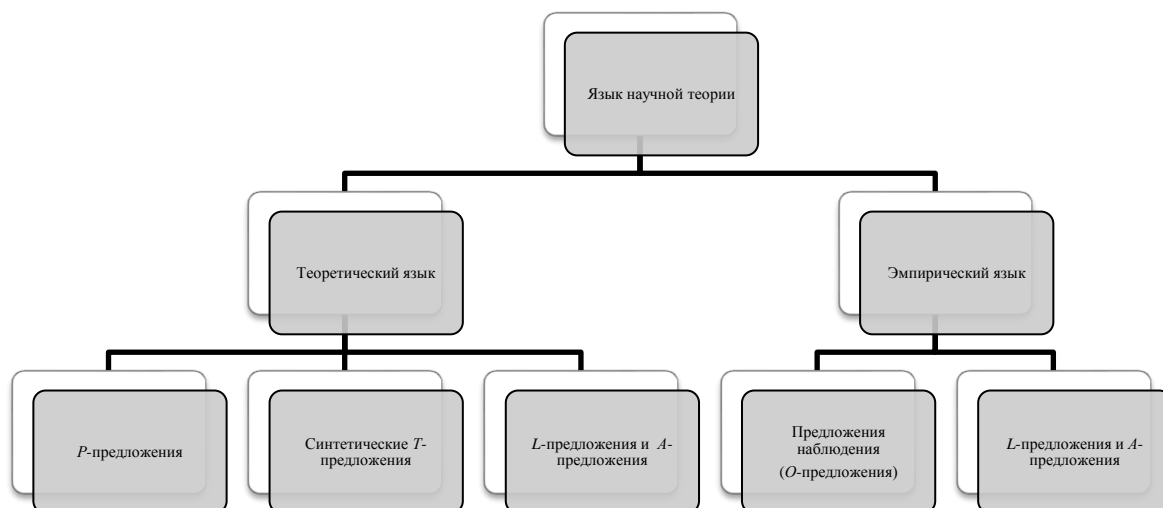 Язык научной теории
Теоретический язык
Эмпирический язык
P-предложения
Синтетические T-
предложения
L-предложения и A-
предложения
Предложения
наблюдения
(O-предложения)
L-предложения и A-
предложения